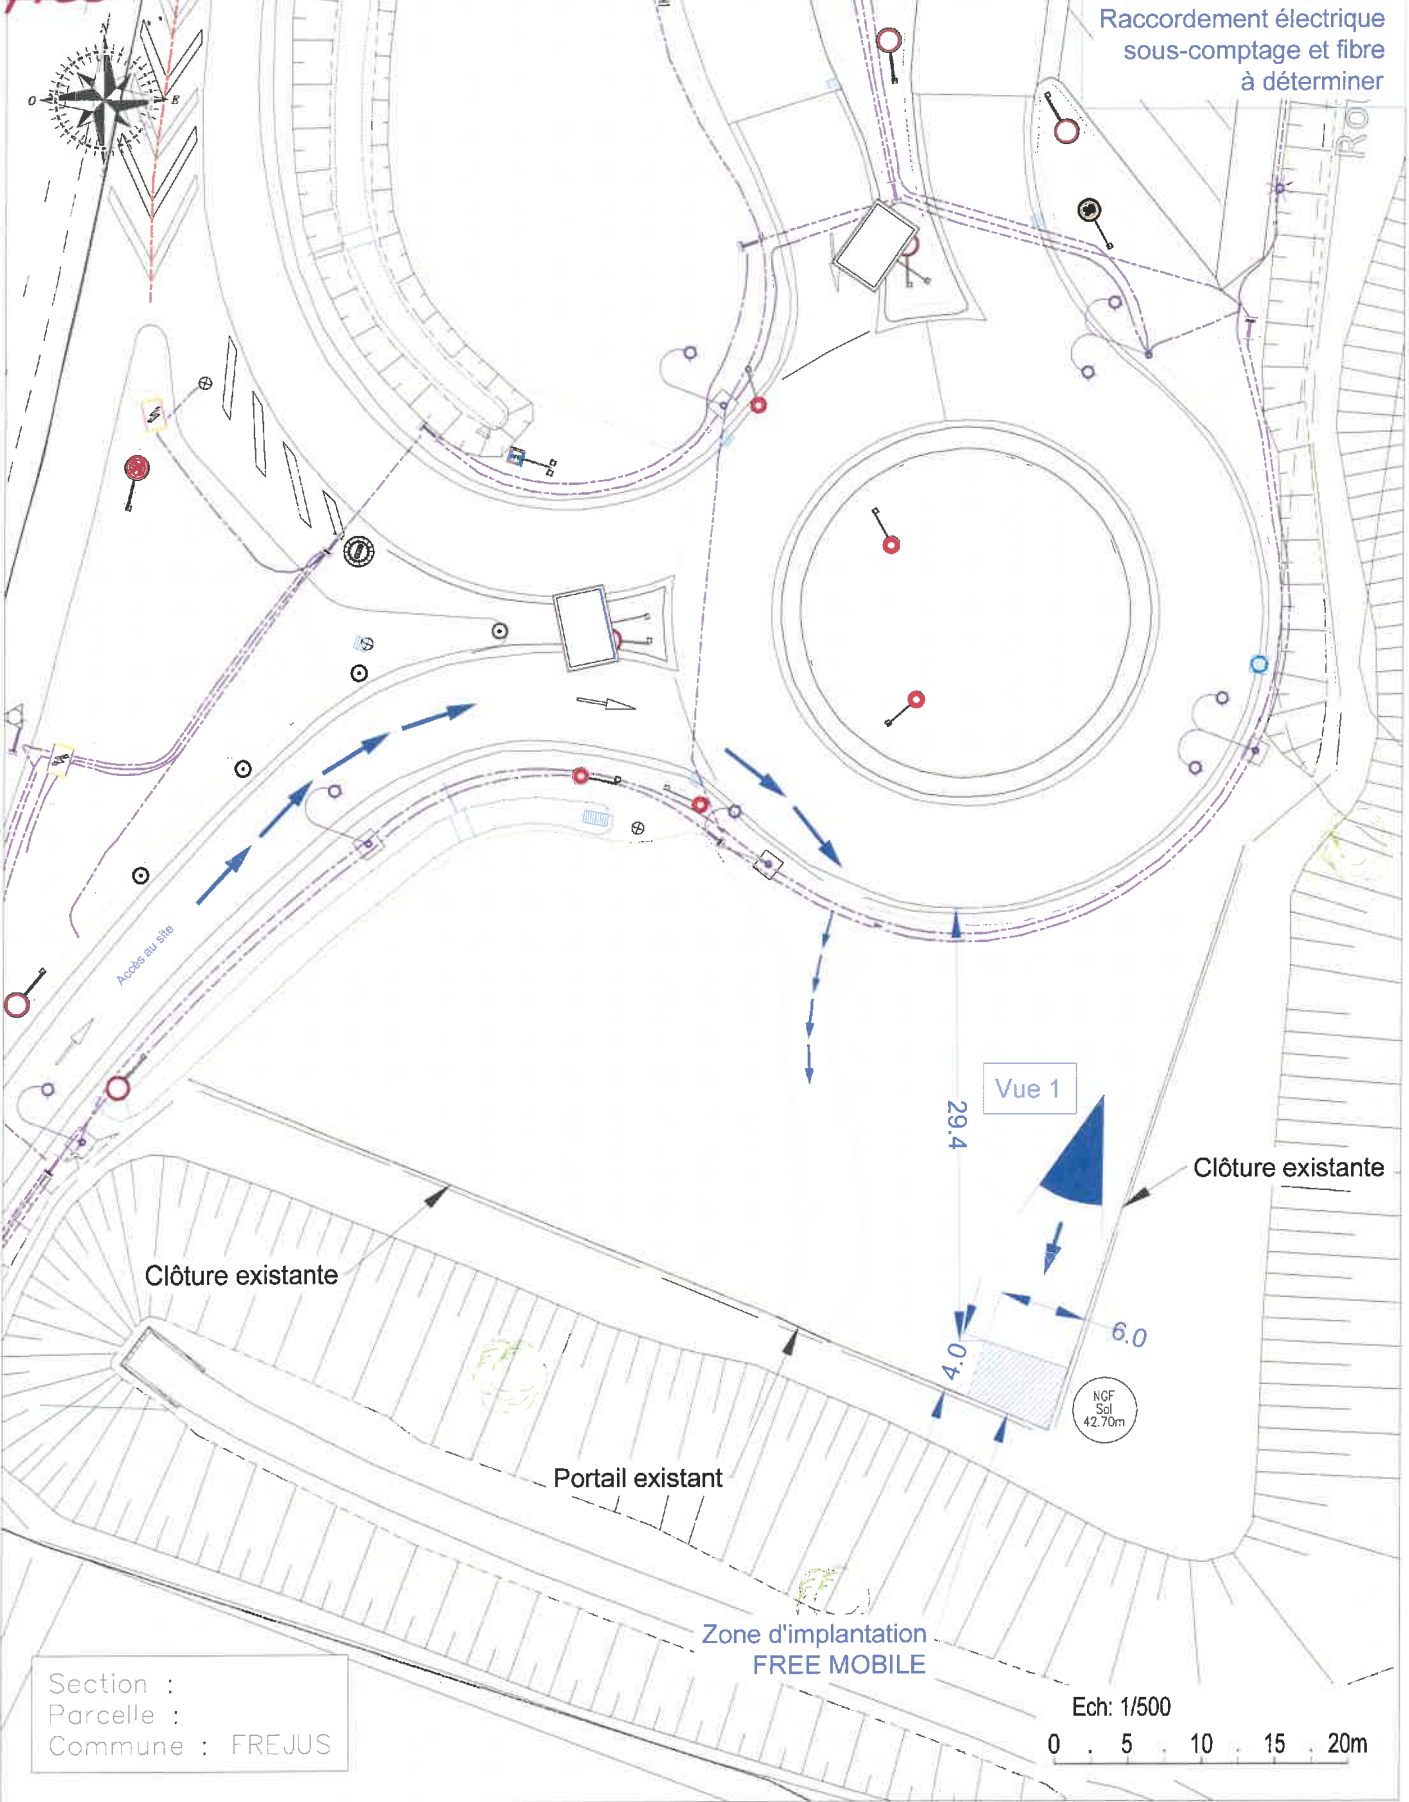 Raccordement électrique
sous-comptage et fibre
à déterminer
O
E
Accès au site
Vue 1
29.4
Clôture existante
Clôture existante
6.0
4.0
NGF
Sol
42.70m
Portail existant
Zone d'implantation
FREE MOBILE
Section :
Parcelle :
Commune : FREJUS
Ech: 1/500
0 . 5 . 10 . 15 . 20m